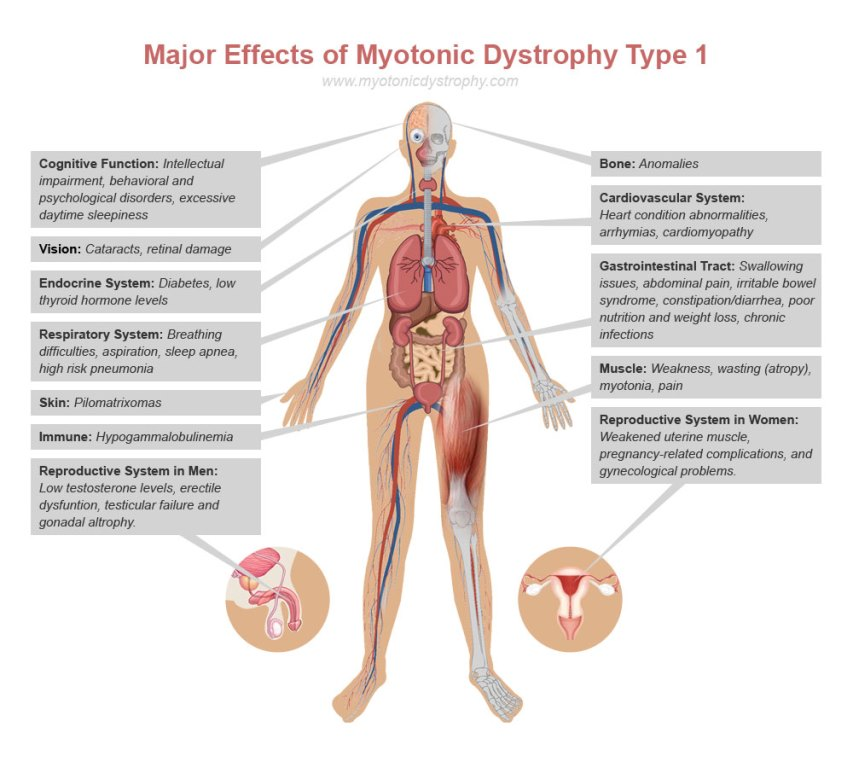 Major Effects of Myotonic Dystrophy Type 1
www.myotonicdystrophy.com
Cognitive Function: Intellectual
impairment, behavioral and
psychological disorders, excessive
daytime sleepiness
Vision: Cataracts, retinal damage
Endocrine System: Diabetes, low
thyroid hormone levels
Respiratory System: Breathing
difficulties, aspiration, sleep apnea,
high risk pneumonia
Skin: Pilomatrixomas
Immune: Hypogammalobulinemia
Reproductive System in Men:
Low testosterone levels, erectile
dysfuntion, testicular failure and
gonadal altrophy.
Bone: Anomalies
Cardiovascular System:
Heart condition abnormalities,
arrhymias, cardiomyopathy
Gastrointestinal Tract: Swallowing
issues, abdominal pain, irritable bowel
syndrome, constipation/diarrhea, poor
nutrition and weight loss, chronic
infections
Muscle: Weakness, wasting (atropy),
myotonia, pain
Reproductive System in Women:
Weakened uterine muscle,
pregnancy-related complications, and
gynecological problems.